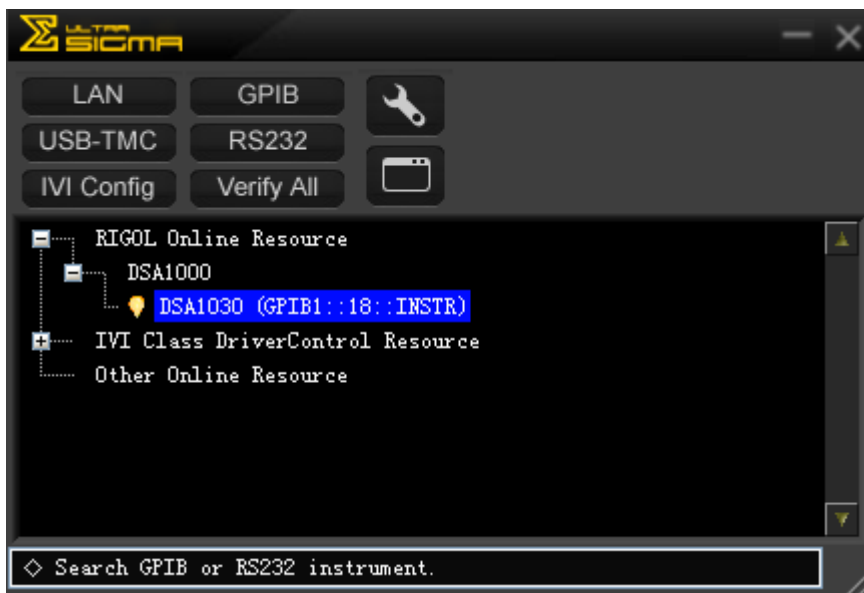 ULTRA
SIGMA
LAN GPIB
USB-TMC RS232
IVI Config Verify All
RIGOL Online Resource
DSA1000
DSA1030 (GPIB1::18::INSTR)
IVI Class DriverControl Resource
Other Online Resource
◇ Search GPIB or RS232 instrument.